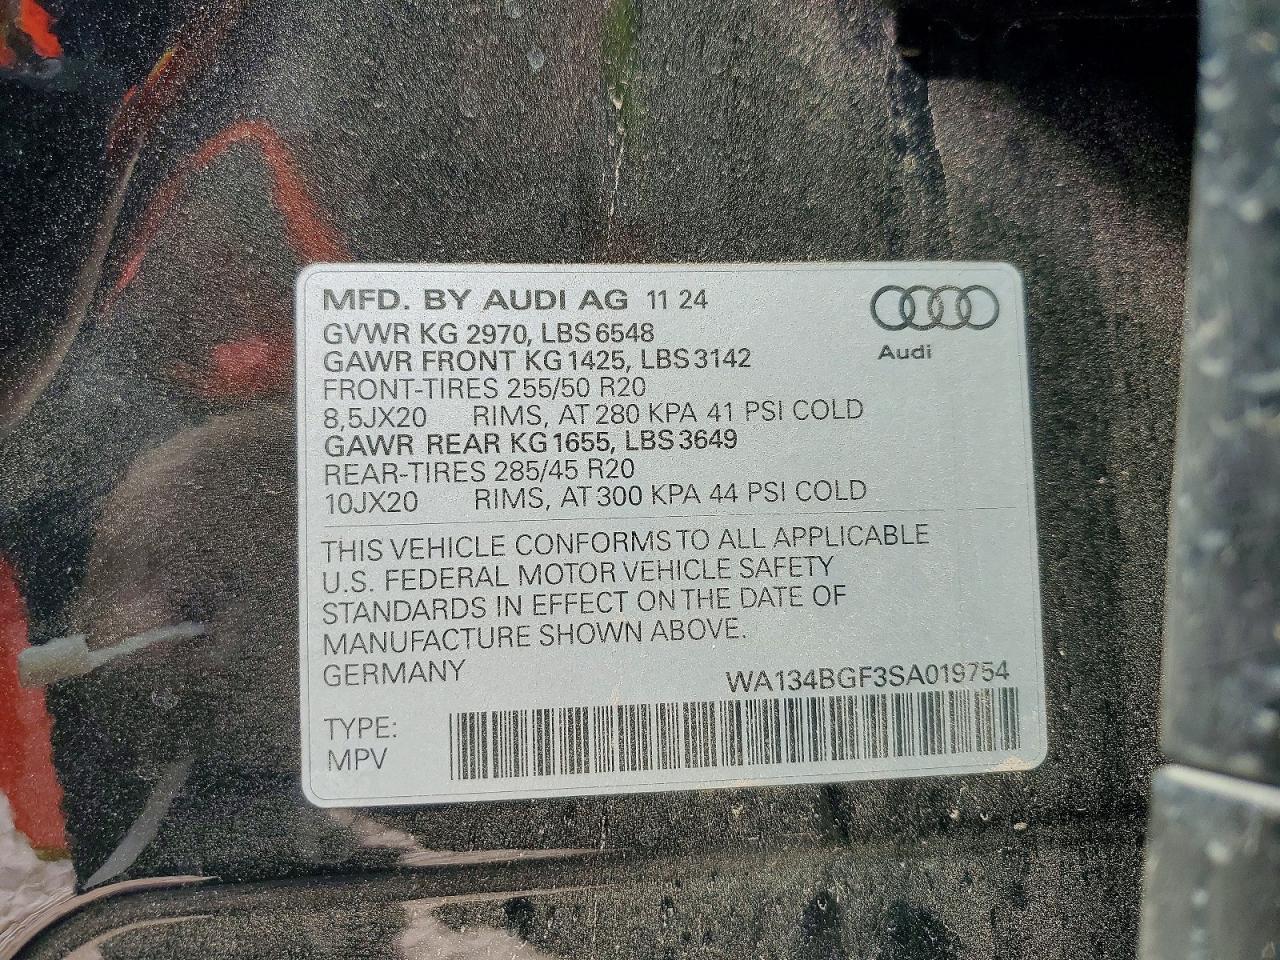 MFD. BY AUDI AG 11 24
GVWR KG 2970, LBS 6548
GAWR FRONT KG 1425, LBS 3142
FRONT-TIRES 255/50 R20
8,5JX20 RIMS, AT 280 KPA 41 PSI COLD
GAWR REAR KG 1655, LBS 3649
REAR-TIRES 285/45 R20
10JX20 RIMS, AT 300 KPA 44 PSI COLD
Audi
THIS VEHICLE CONFORMS TO ALL APPLICABLE
U.S. FEDERAL MOTOR VEHICLE SAFETY
STANDARDS IN EFFECT ON THE DATE OF
MANUFACTURE SHOWN ABOVE.
GERMANY
WA134BGF3SA019754
TYPE:
MPV